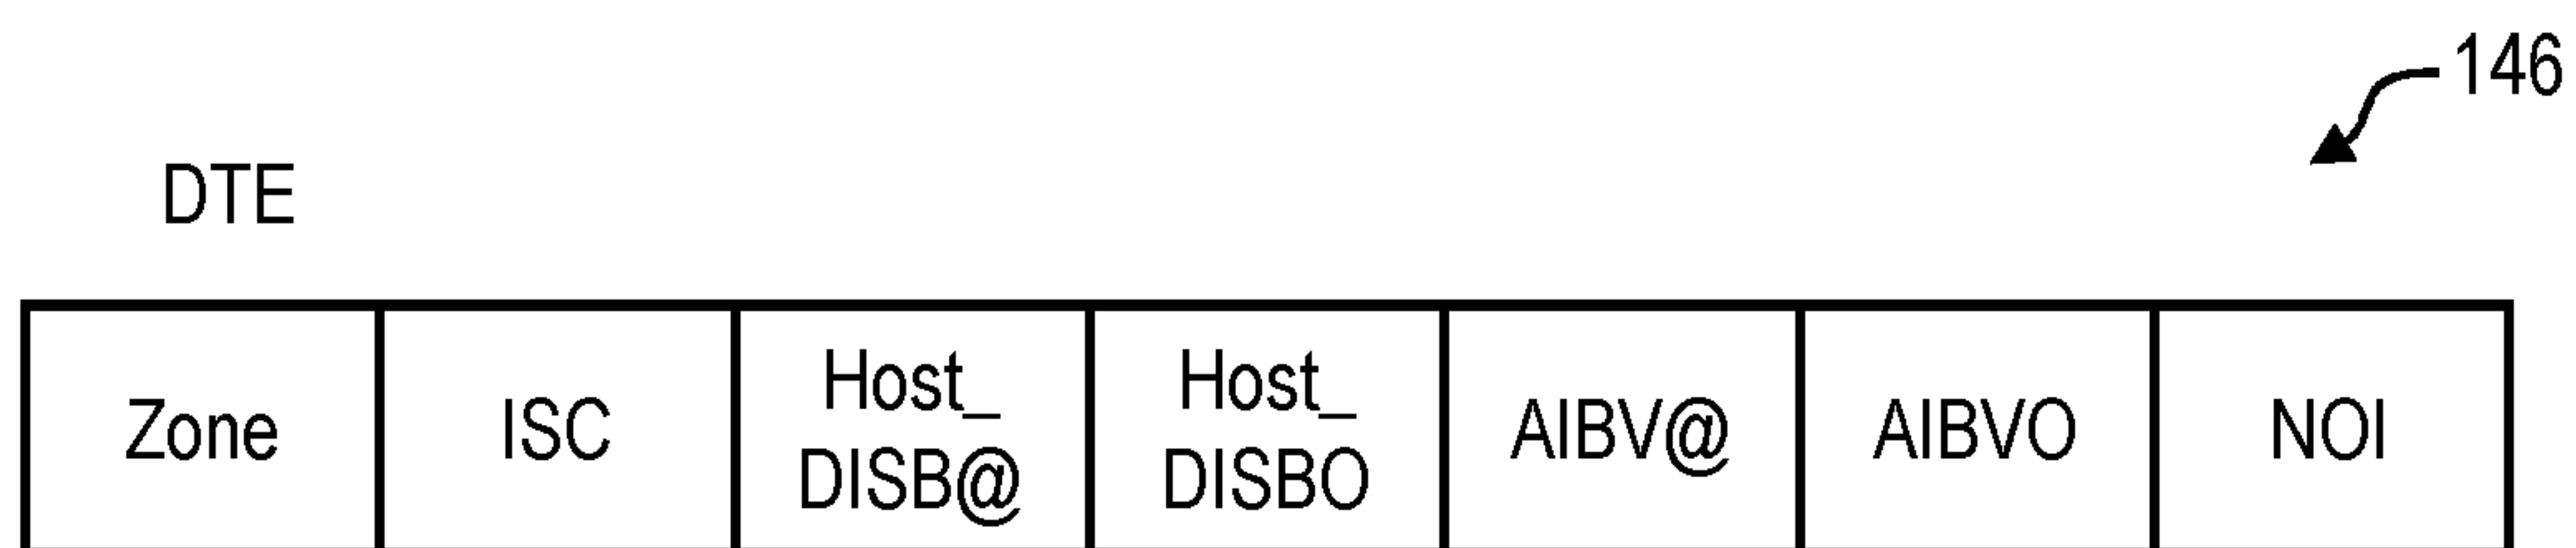 146
DTE
Zone ISC Host_ DISB@ Host_ DISBO AIBV@ AIBVO NOI